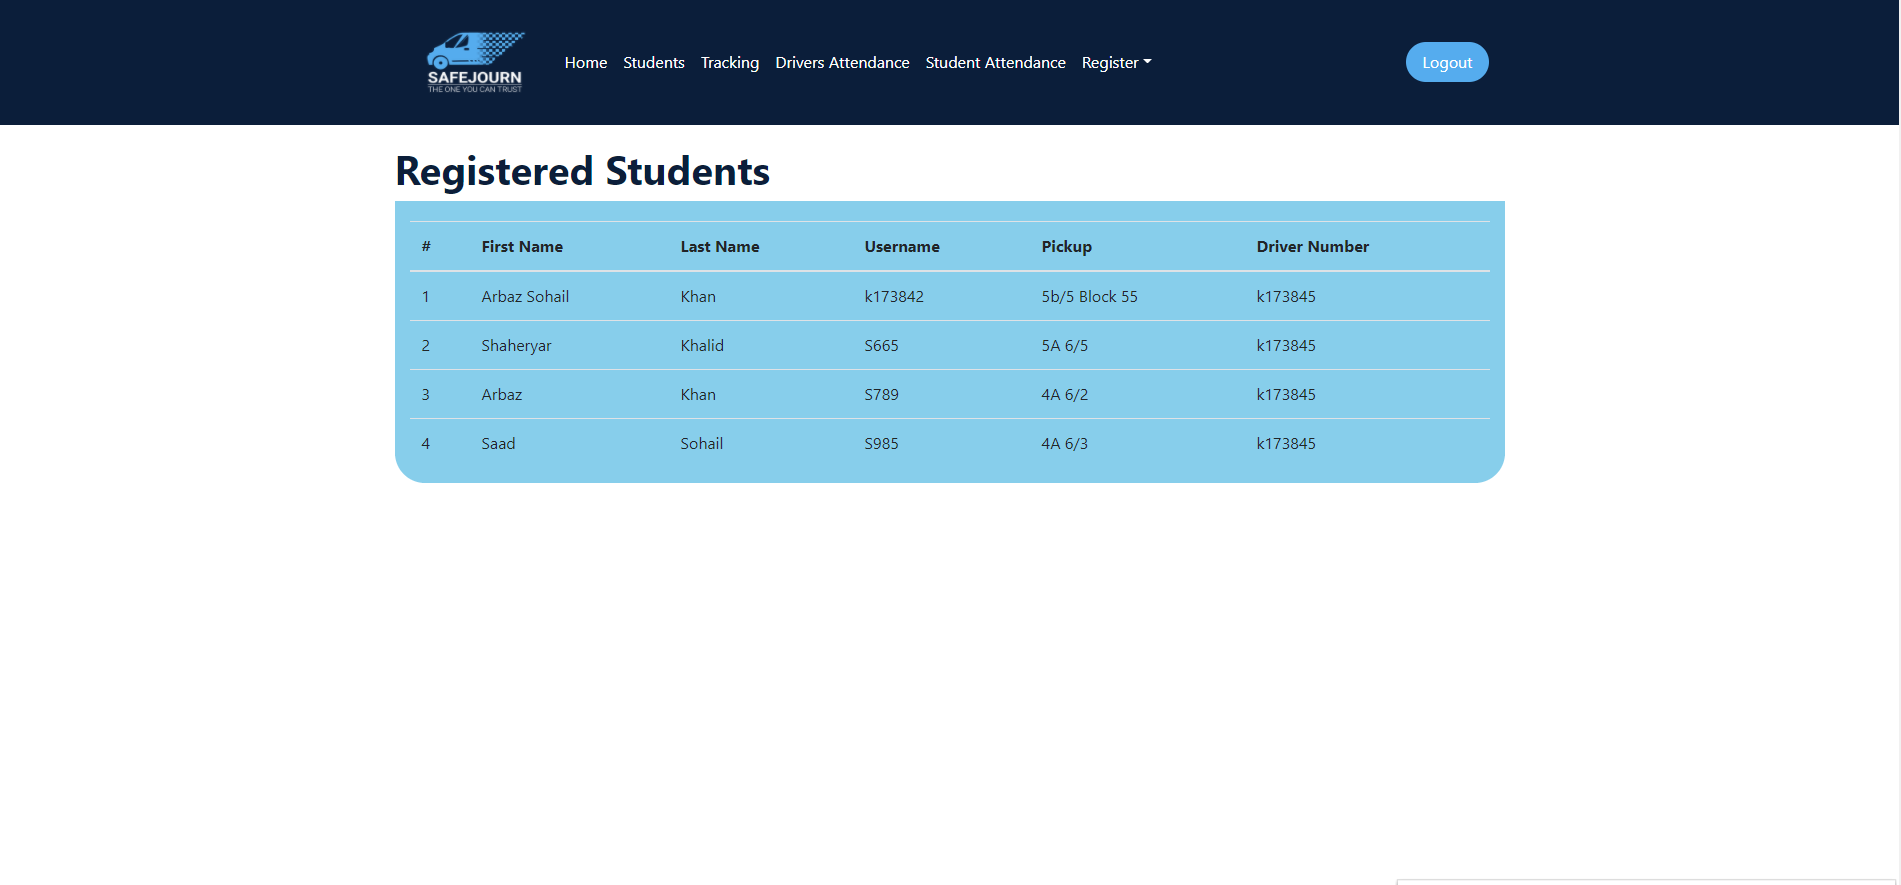 SAFEJOURN
THE ONE YOU CAN TRUST
Home Students Tracking Drivers Attendance Student Attendance Register Logout
Registered Students
# First Name Last Name Username Pickup Driver Number
1 Arbaz Sohail Khan k173842 5b/5 Block 55 k173845
2 Shaheryar Khalid S665 5A 6/5 k173845
3 Arbaz Khan S789 4A 6/2 k173845
4 Saad Sohail S985 4A 6/3 k173845